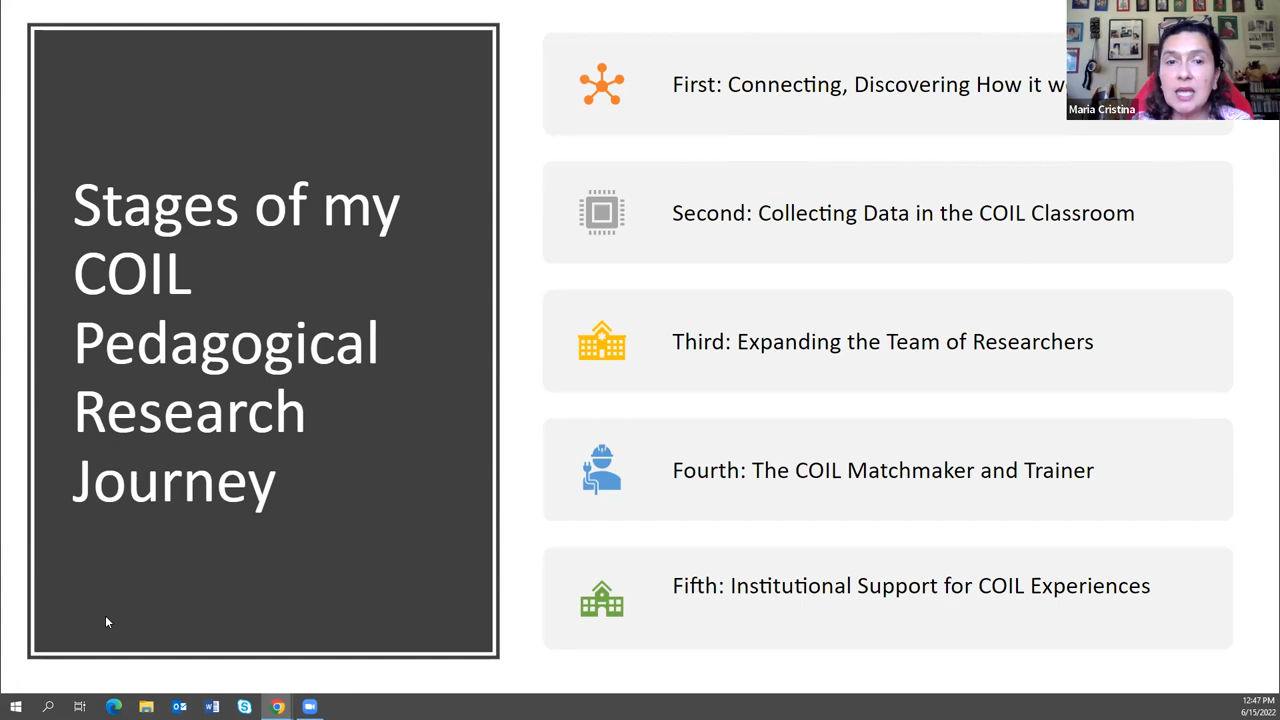 Stages of my
COIL
Pedagogical
Research
Journey
First: Connecting, Discovering How it
Maria Cristina
Second: Collecting Data in the COIL Classroom
Third: Expanding the Team of Researchers
Fourth: The COIL Matchmaker and Trainer
Fifth: Institutional Support for COIL Experiences
12:47 PM
6/15/2022